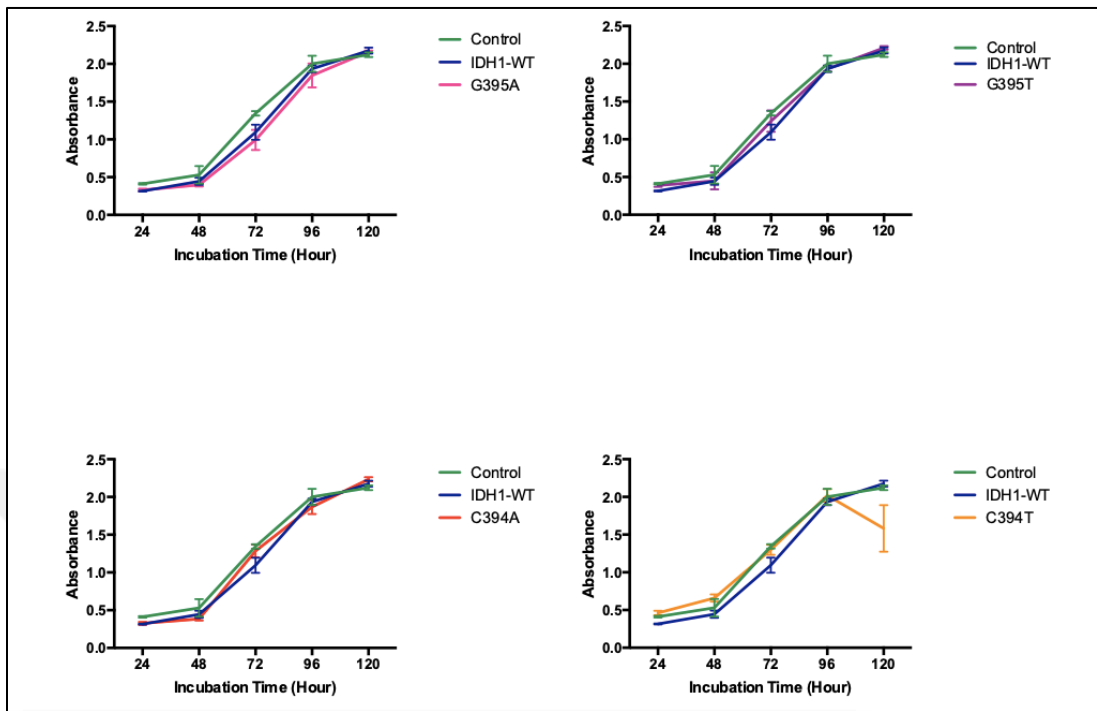 2.5
2.0
1.5
1.0
0.5
0.0
Absorbance
24 48 72 96 120
Incubation Time (Hour)
Control
IDH1-WT
G395A
2.5
2.0
1.5
1.0
0.5
0.0
Absorbance
24 48 72 96 120
Incubation Time (Hour)
Control
IDH1-WT
G395T
2.5
2.0
1.5
1.0
0.5
0.0
Absorbance
24 48 72 96 120
Incubation Time (Hour)
Control
IDH1-WT
C394A
2.5
2.0
1.5
1.0
0.5
0.0
Absorbance
24 48 72 96 120
Incubation Time (Hour)
Control
IDH1-WT
C394T